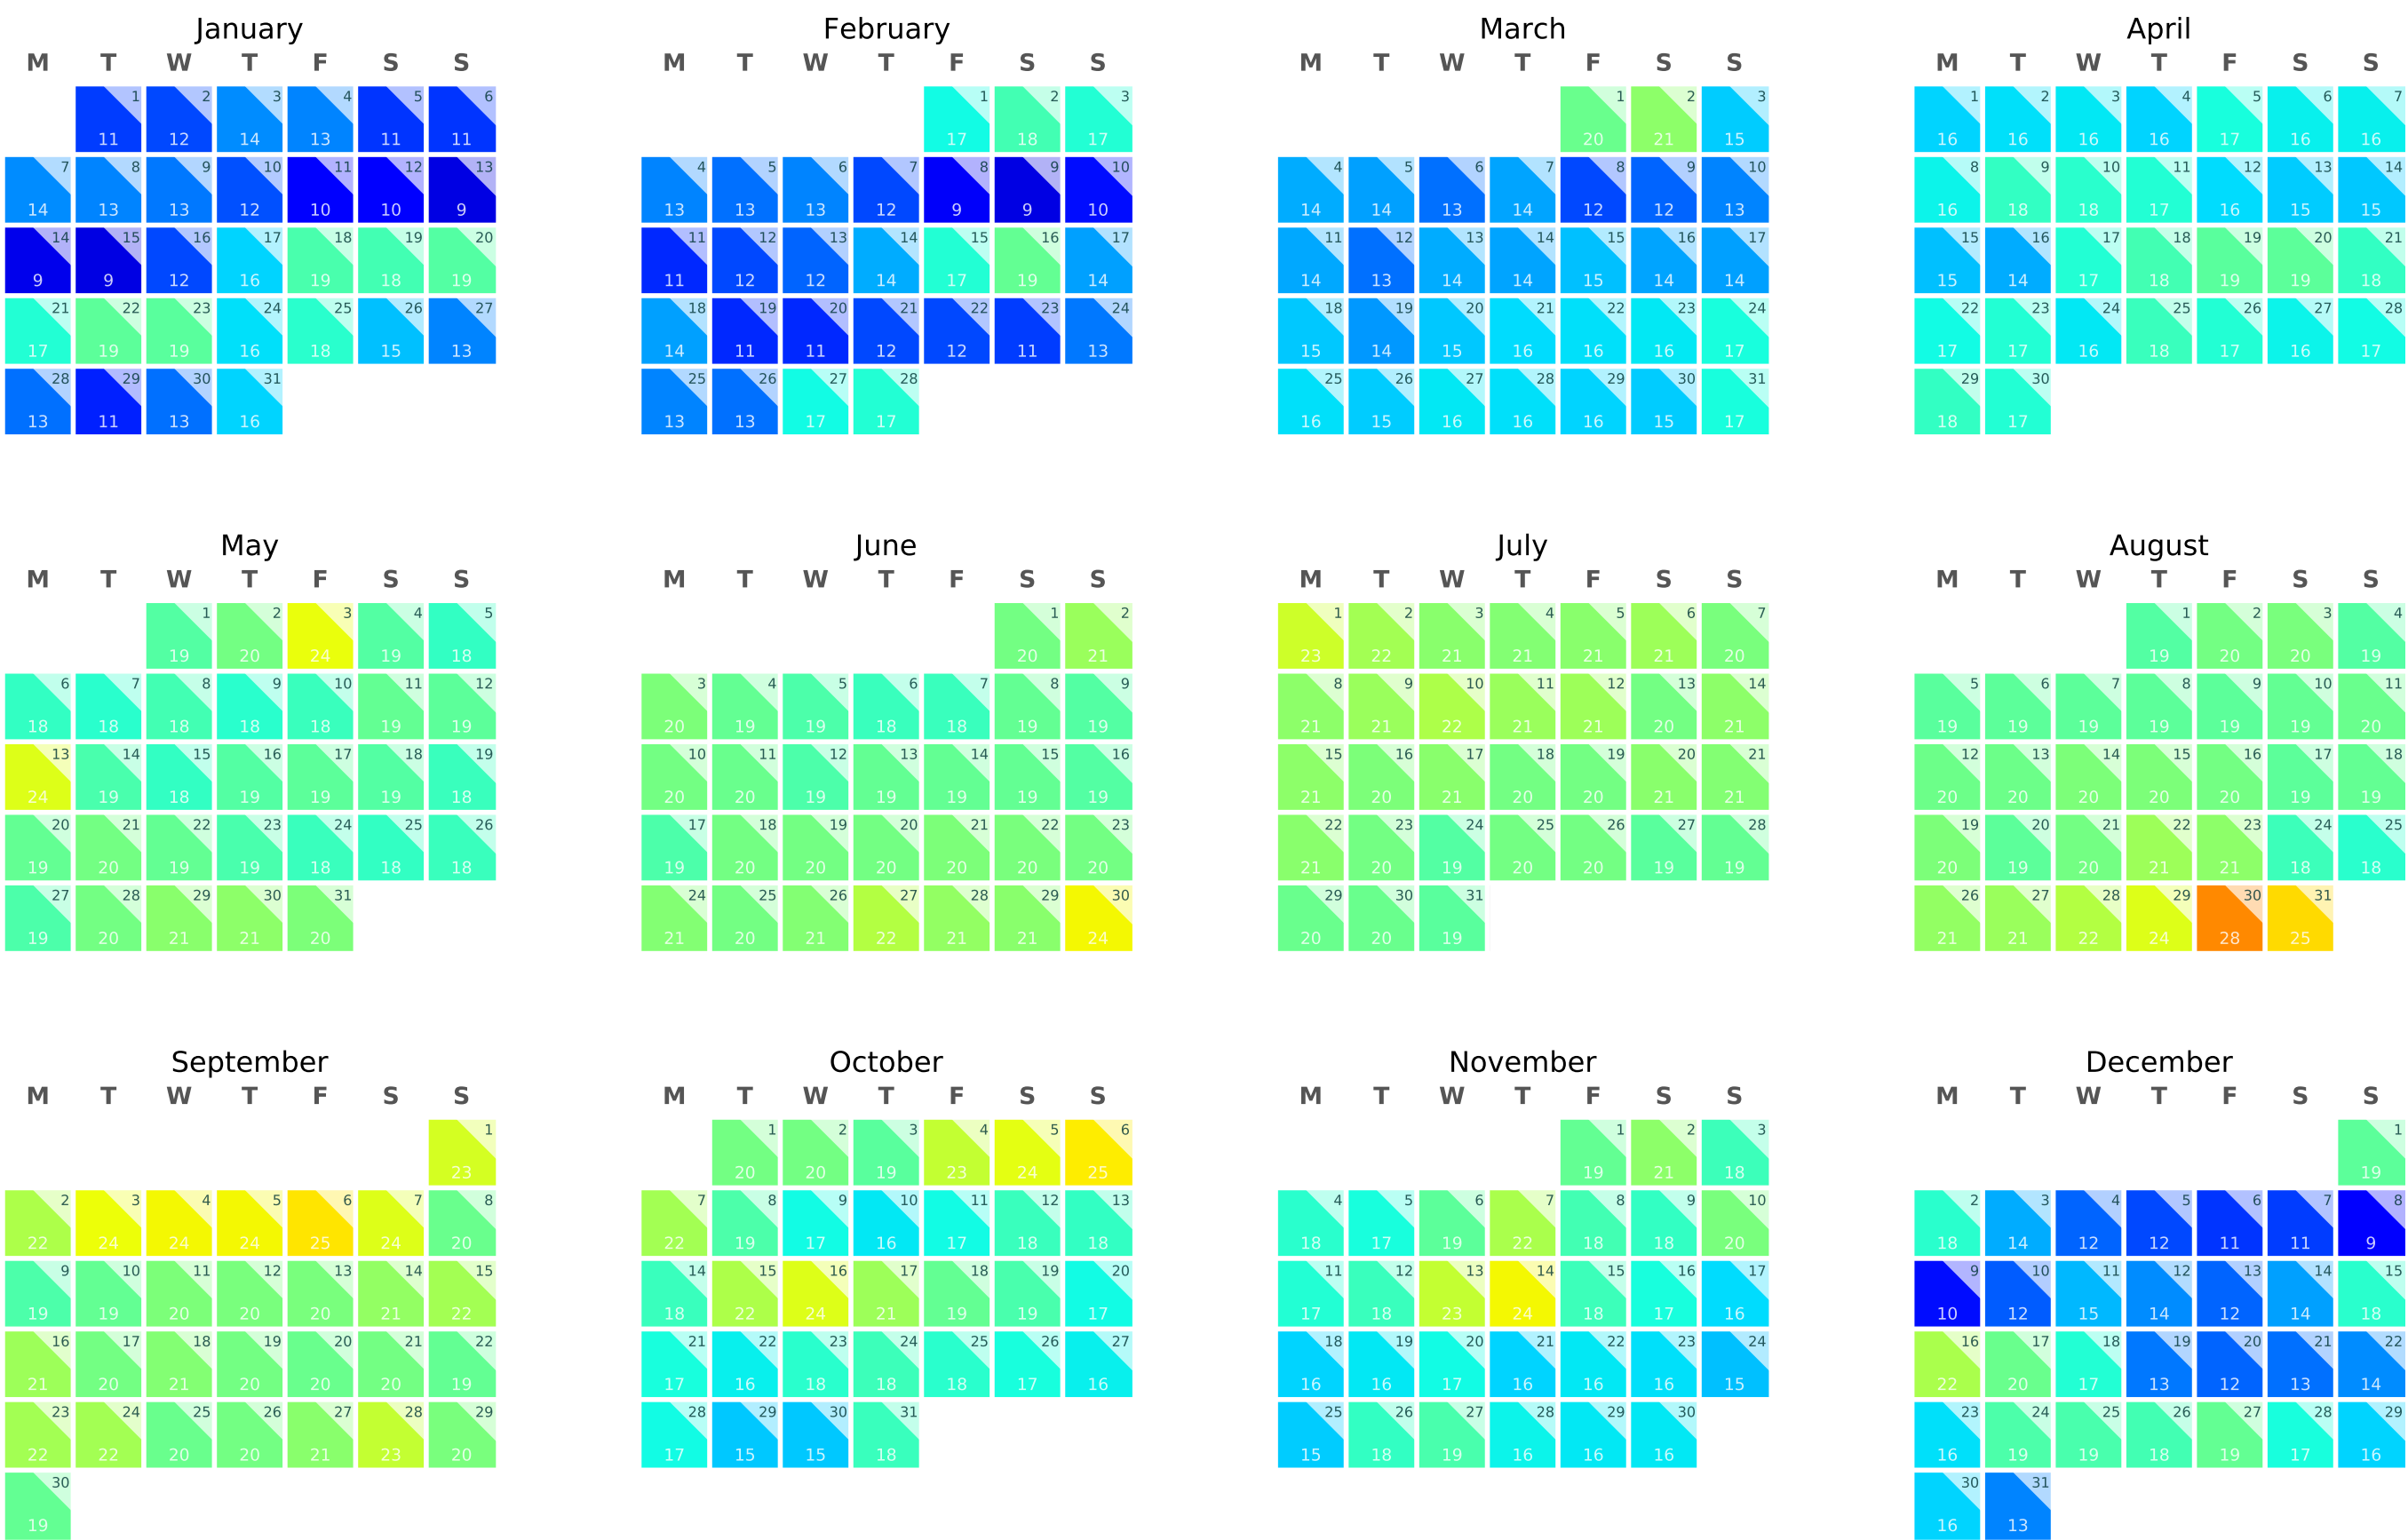 January February March April
M T W T F S S M T W T F S S M T W T F S S M T W T F S S
1 2 3 4 5 6 1 2 3 1 2 3 1 2 3 4 5 6 7
11 12 14 13 11 11 17 18 17 20 21 15 16 16 16 16 17 16 16
7 8 9 10 11 12 13 4 5 6 7 8 9 10 4 5 6 7 8 9 10 8 9 10 11 12 13 14
14 13 13 12 10 10 9 13 13 13 12 9 9 10 14 14 13 14 12 12 13 16 18 18 17 16 15 15
14 15 16 17 18 19 20 11 12 13 14 15 16 17 11 12 13 14 15 16 17 15 16 17 18 19 20 21
9 9 12 16 19 18 19 11 12 12 14 17 19 14 14 13 14 14 15 14 14 15 14 17 18 19 19 18
21 22 23 24 25 26 27 18 19 20 21 22 23 24 18 19 20 21 22 23 24 22 23 24 25 26 27 28
17 19 19 16 18 15 13 14 11 11 12 12 11 13 15 14 15 16 16 16 17 17 17 16 18 17 16 17
28 29 30 31 25 26 27 28 25 26 27 28 29 30 31 29 30
13 11 13 16 13 13 17 17 16 15 16 16 16 15 17 18 17
May June July August
M T W T F S S M T W T F S S M T W T F S S M T W T F S S
1 2 3 4 5 1 2 1 2 3 4 5 6 7 1 2 3 4
19 20 24 19 18 20 21 23 22 21 21 21 21 20 19 20 20 19
6 7 8 9 10 11 12 3 4 5 6 7 8 9 8 9 10 11 12 13 14 5 6 7 8 9 10 11
18 18 18 18 18 19 19 20 19 19 18 18 19 19 21 21 22 21 21 20 21 19 19 19 19 19 19 20
13 14 15 16 17 18 19 10 11 12 13 14 15 16 15 16 17 18 19 20 21 12 13 14 15 16 17 18
24 19 18 19 19 19 18 20 20 19 19 19 19 19 21 20 21 20 20 21 21 20 20 20 20 20 19 19
20 21 22 23 24 25 26 17 18 19 20 21 22 23 22 23 24 25 26 27 28 19 20 21 22 23 24 25
19 20 19 19 18 18 18 19 20 20 20 20 20 20 21 20 19 20 20 19 19 20 19 20 21 21 18 18
27 28 29 30 31 24 25 26 27 28 29 30 29 30 31 26 27 28 29 30 31
19 20 21 21 20 21 20 21 22 21 21 24 20 20 19 21 21 22 24 28 25
September October November December
M T W T F S S M T W T F S S M T W T F S S M T W T F S S
1 1 2 3 4 5 6 1 2 3 1
23 20 20 19 23 24 25 19 21 18 19
2 3 4 5 6 7 8 7 8 9 10 11 12 13 4 5 6 7 8 9 10 2 3 4 5 6 7 8
22 24 24 24 25 24 20 22 19 17 16 17 18 18 18 17 19 22 18 18 20 18 14 12 12 11 11 9
9 10 11 12 13 14 15 14 15 16 17 18 19 20 11 12 13 14 15 16 17 9 10 11 12 13 14 15
19 19 20 20 20 21 22 18 22 24 21 19 19 17 17 18 23 24 18 17 16 10 12 15 14 12 14 18
16 17 18 19 20 21 22 21 22 23 24 25 26 27 18 19 20 21 22 23 24 16 17 18 19 20 21 22
21 20 21 20 20 20 19 17 16 18 18 18 17 16 16 16 17 16 16 16 15 22 20 17 13 12 13 14
23 24 25 26 27 28 29 28 29 30 31 25 26 27 28 29 30 23 24 25 26 27 28 29
22 22 20 20 21 23 20 17 15 15 18 15 18 19 16 16 16 16 19 19 18 19 17 16
30 30 31
19 16 13